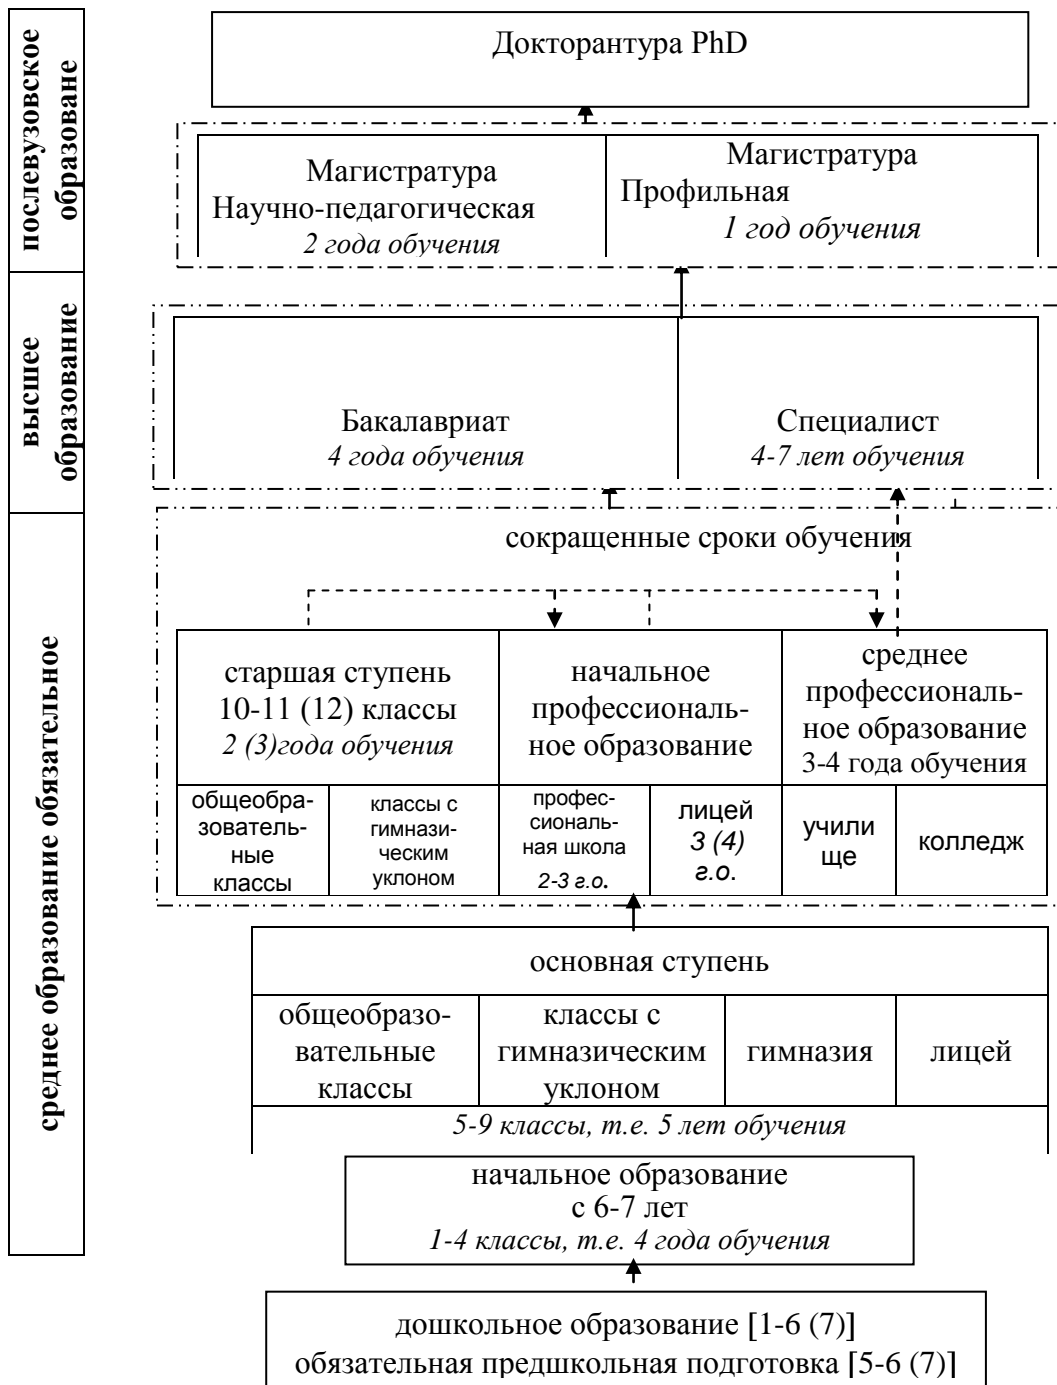 послевузовское
образоване
Докторантура PhD
Магистратура
Научно-педагогическая
2 года обучения
Магистратура
Профильная
1 год обучения
высшее
образование
Бакалавриат
4 года обучения
Специалист
4-7 лет обучения
среднее образование обязательное
сокращенные сроки обучения
старшая ступень
10-11 (12) классы
2 (3)года обучения
начальное
профессиональ-
ное образование
среднее
профессиональ-
ное образование
3-4 года обучения
общеобра-
зователь-
ные
классы
классы с
гимнази-
ческим
уклоном
профес-
сиональ-
ная школа
2-3 г.о.
лицей
3 (4)
г.о.
учили
ще
колледж
основная ступень
общеобразо-
вательные
классы
классы с
гимназическим
уклоном
гимназия
лицей
5-9 классы, т.е. 5 лет обучения
начальное образование
с 6-7 лет
1-4 классы, т.е. 4 года обучения
дошкольное образование [1-6 (7)]
обязательная предшкольная подготовка [5-6 (7)]